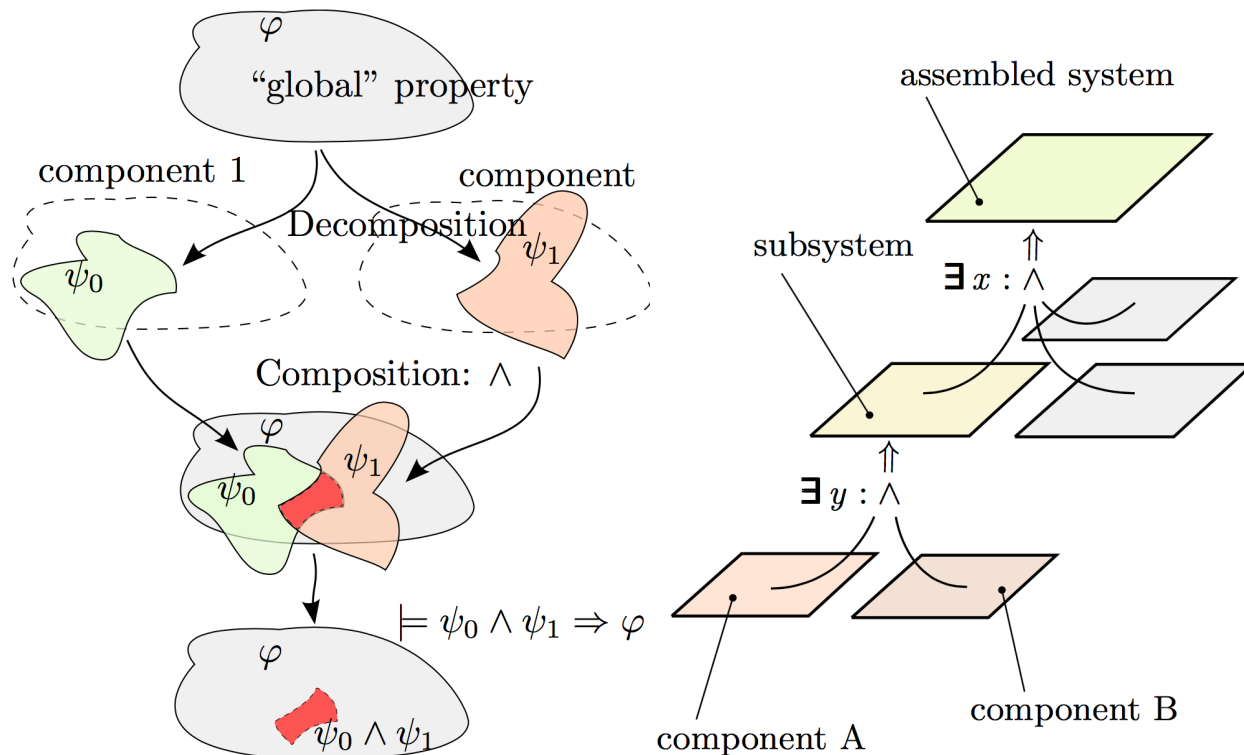 φ
“global” property
component 1
component
Decomposition
ψ₀
ψ₁
Composition: ∧
φ
ψ₀
ψ₁
⊨ ψ₀ ∧ ψ₁ ⇒ φ
φ
ψ₀ ∧ ψ₁
assembled system
subsystem
⇑
∃ x : ∧
⇑
∃ y : ∧
component A
component B